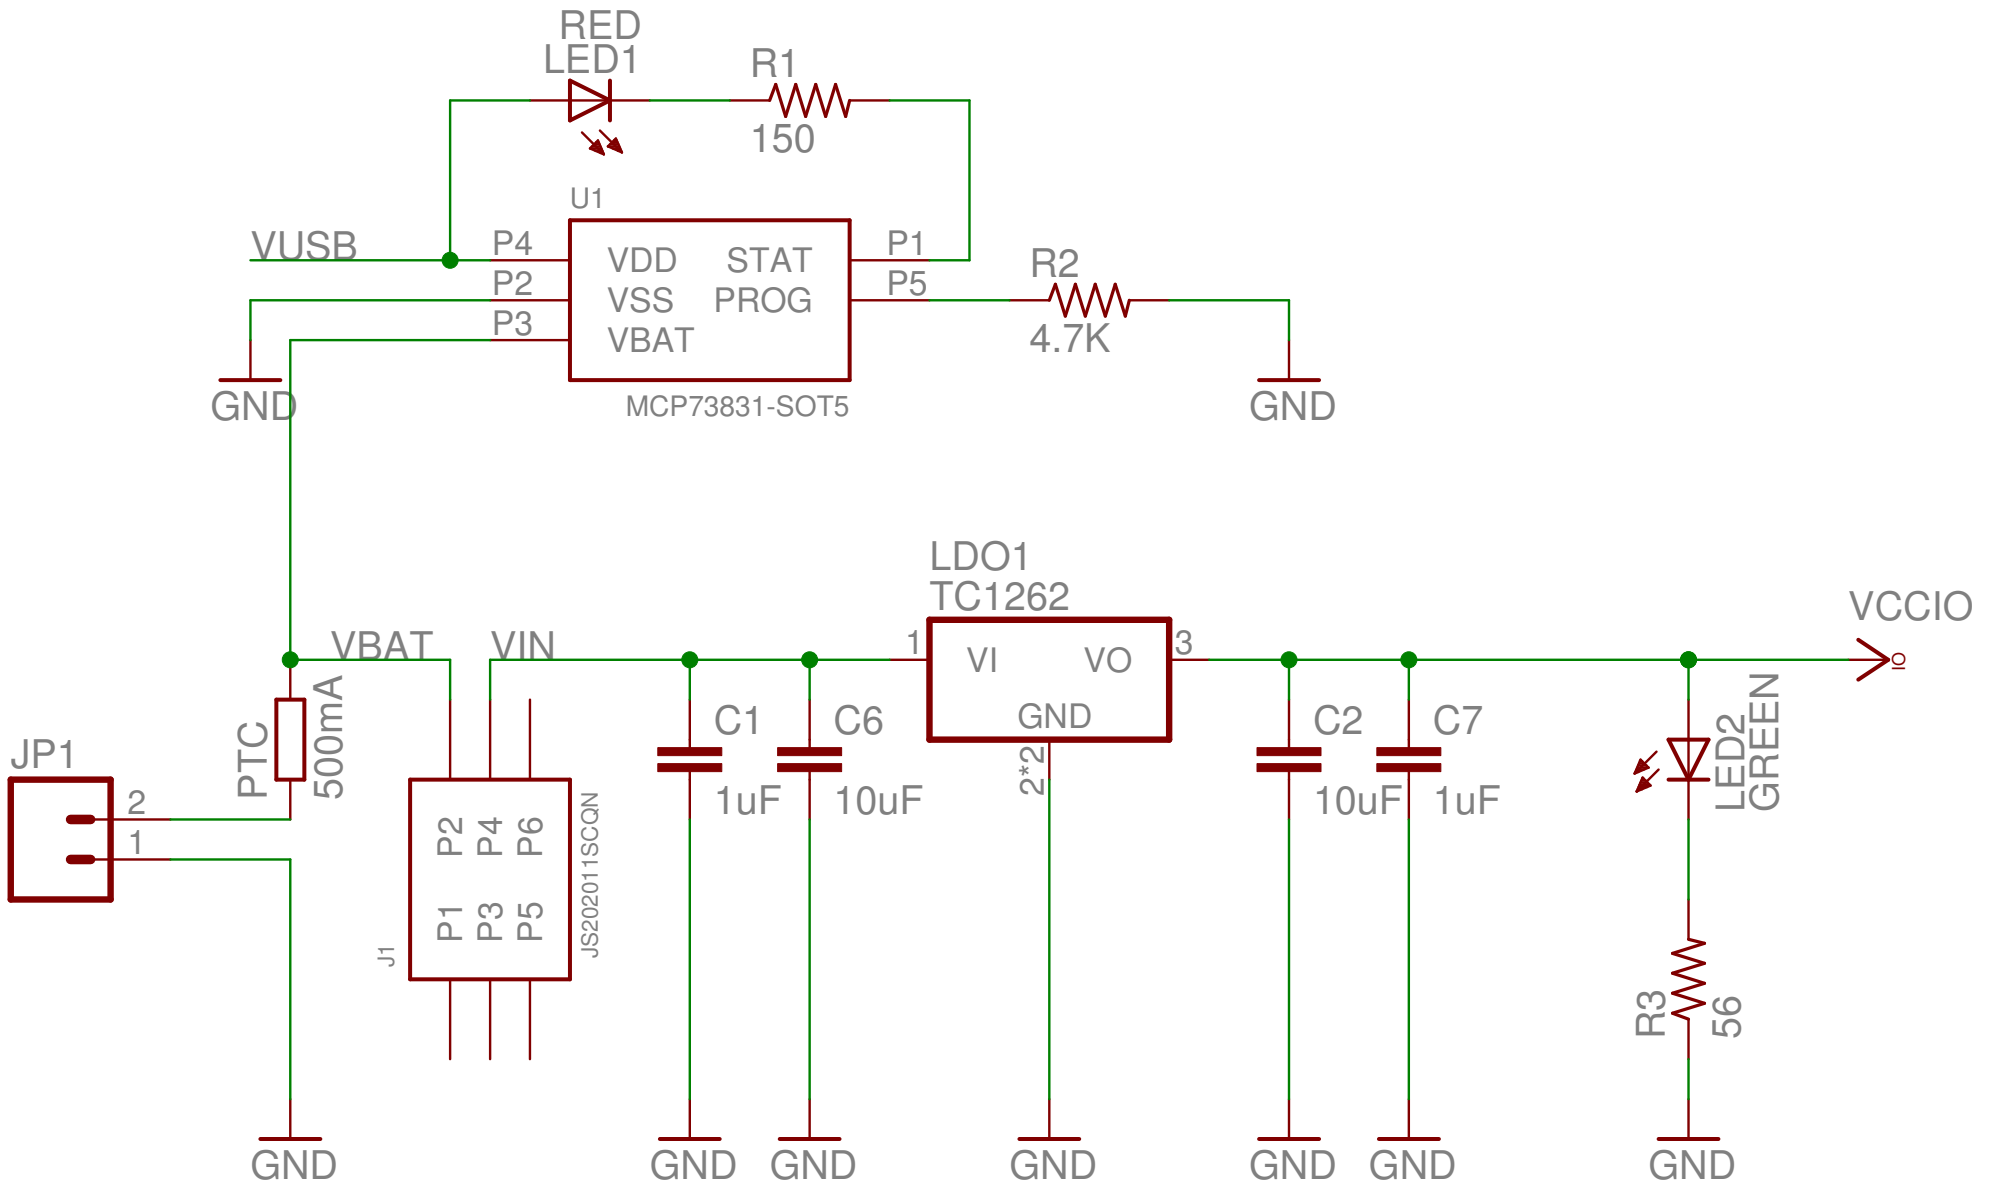 RED
LED1
R1
150
U1
VUSB
P4
VDD
STAT
P1
P2
VSS
PROG
P5
P3
VBAT
R2
4.7K
GND
MCP73831-SOT5
GND
LDO1
TC1262
VCCIO
VBAT
VIN
1
VI
VO
3
IO
GND
2*2
PTC
500mA
JP1
2
1
C1
1uF
C6
10uF
C2
10uF
C7
1uF
LED2
GREEN
P2
P4
P6
P1
P3
P5
J1
JS202011SCQN
R3
56
GND
GND
GND
GND
GND
GND
GND